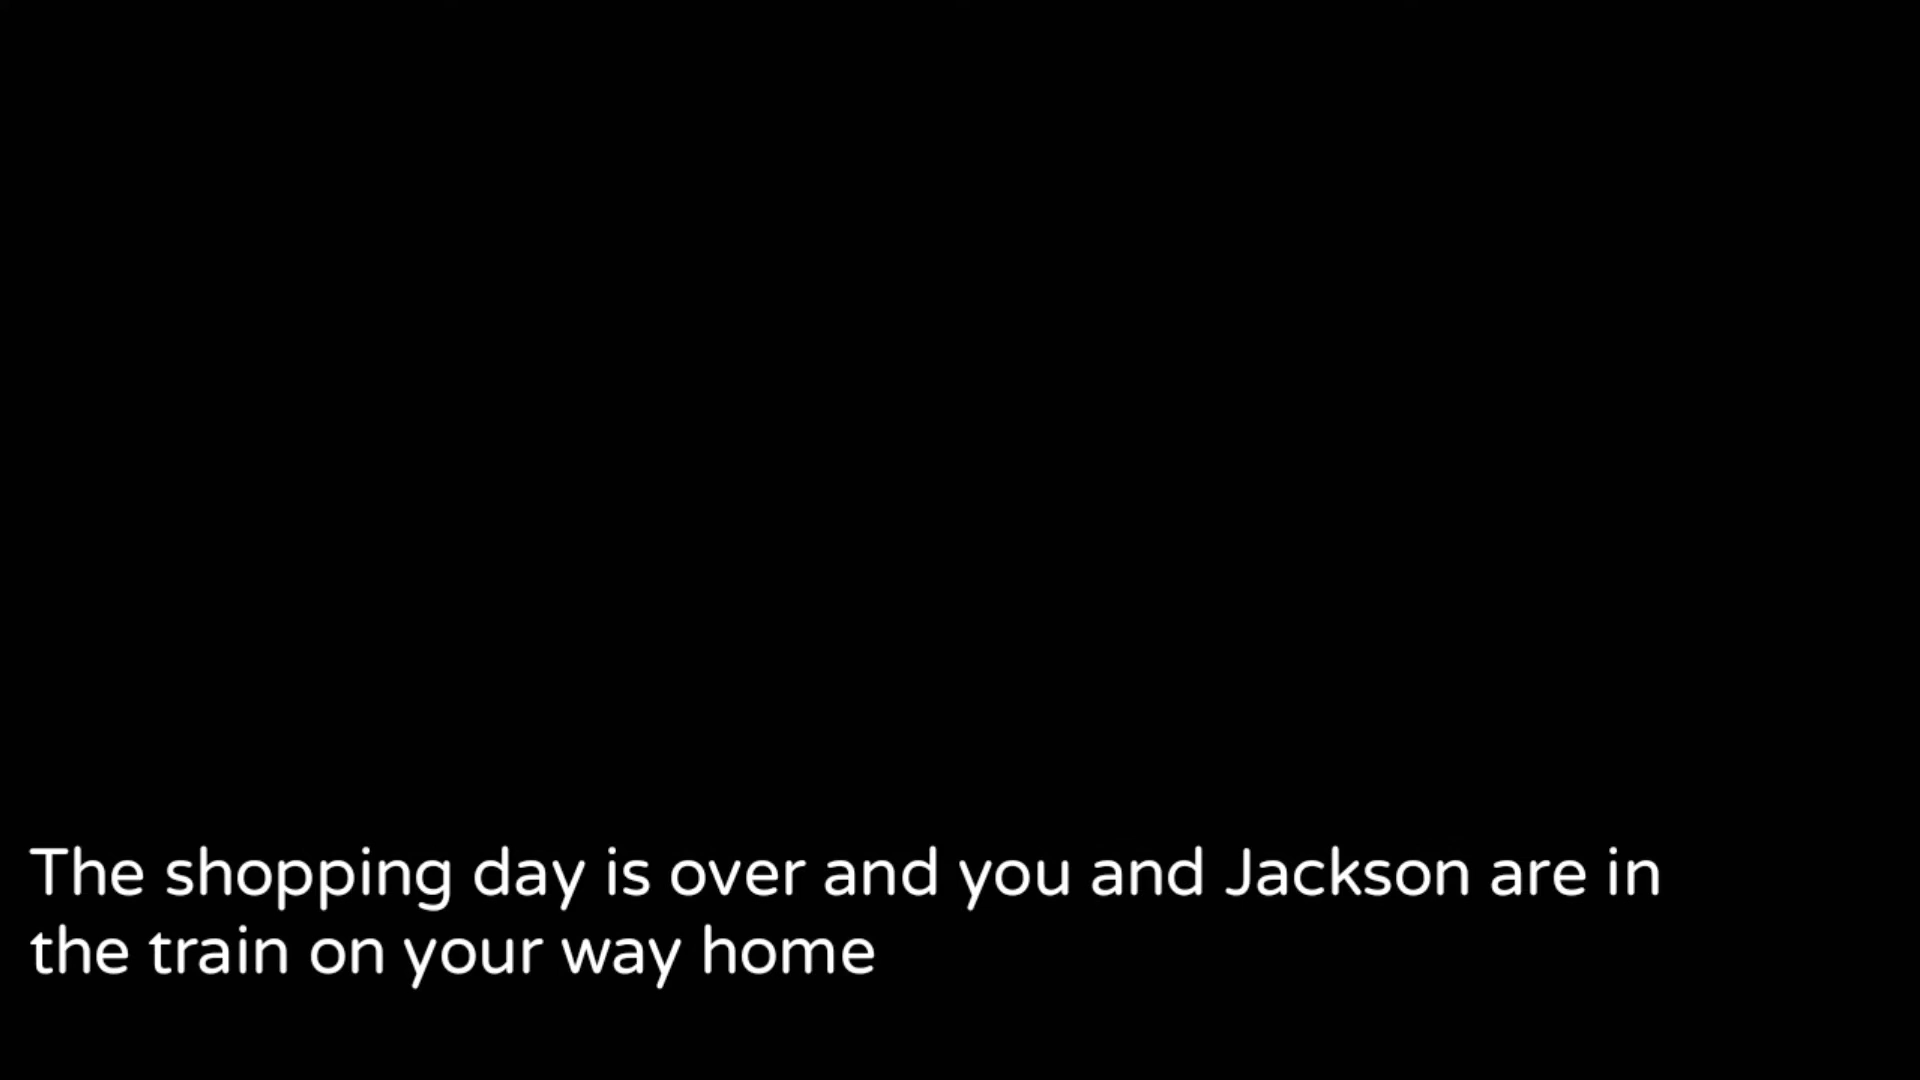 The shopping day is over and you and Jackson are in
the train on your way home